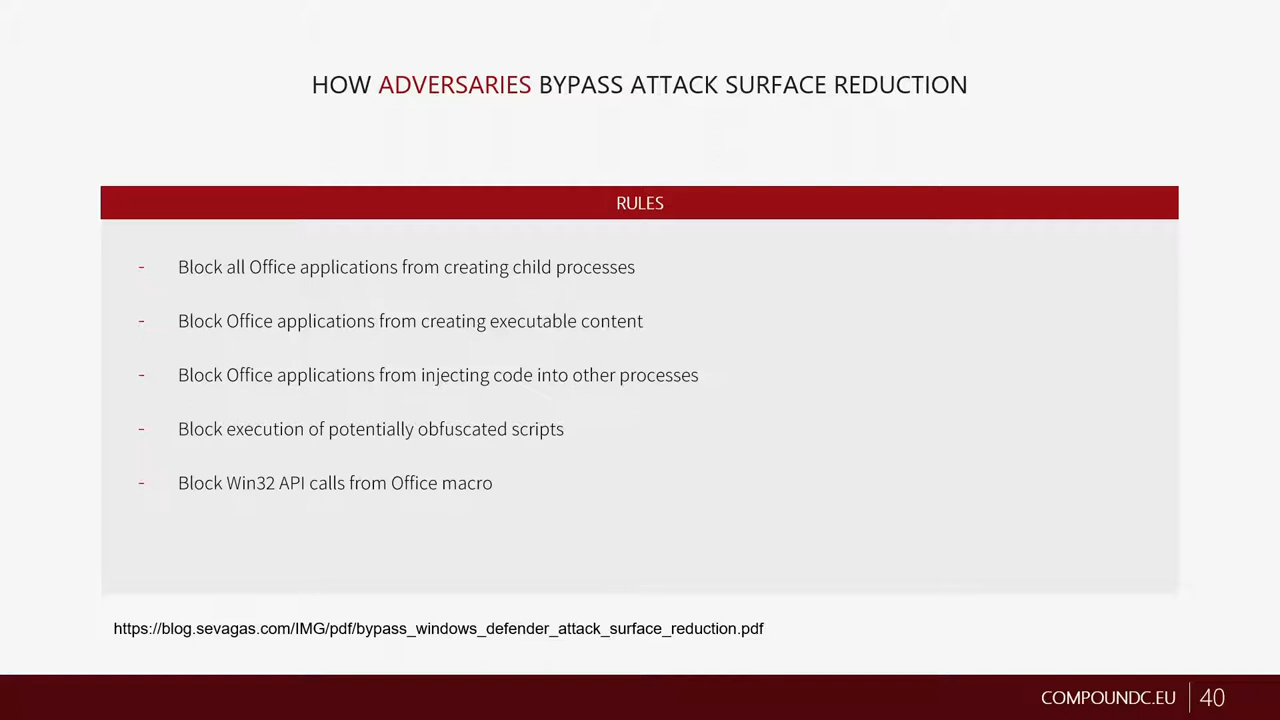 HOW ADVERSARIES BYPASS ATTACK SURFACE REDUCTION
RULES
- Block all Office applications from creating child processes
- Block Office applications from creating executable content
- Block Office applications from injecting code into other processes
- Block execution of potentially obfuscated scripts
- Block Win32 API calls from Office macro
https://blog.sevagas.com/IMG/pdf/bypass_windows_defender_attack_surface_reduction.pdf
COMPOUNDC.EU 40